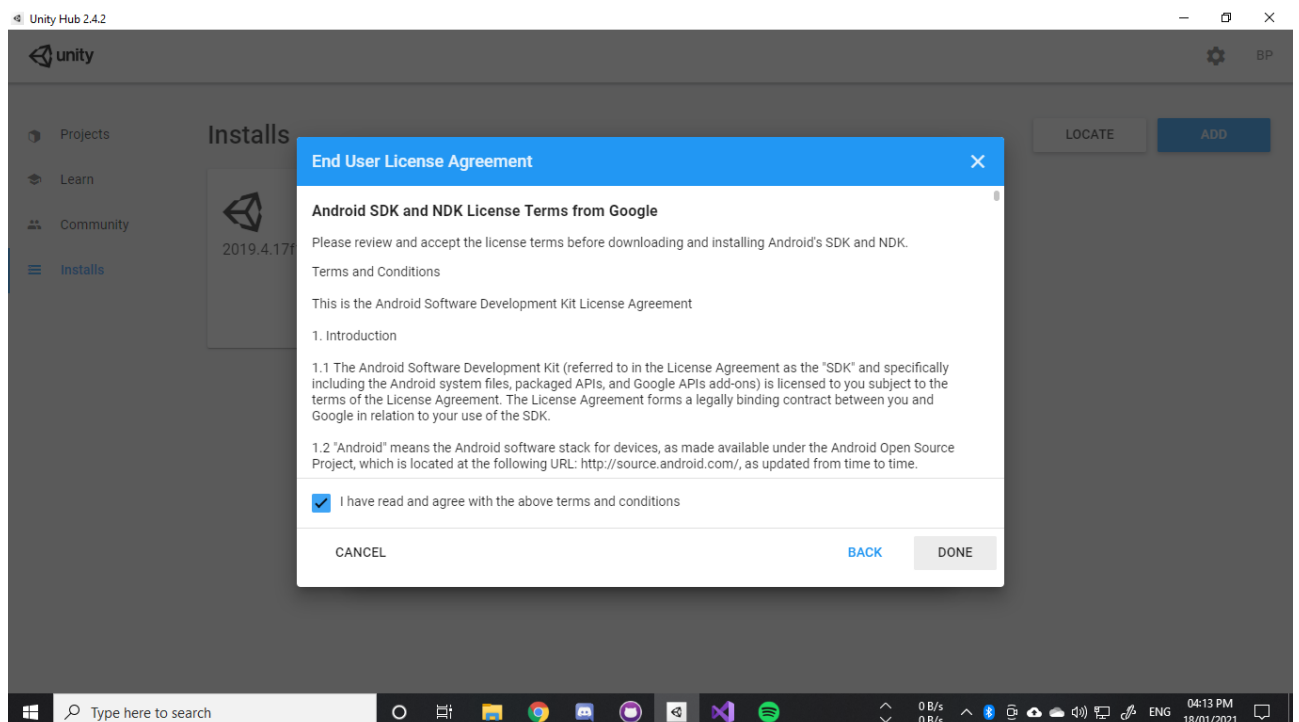 Unity Hub 2.4.2
unity
BP
Projects
Learn
Community
Installs
Installs
LOCATE
ADD
2019.4.17f
End User License Agreement
Android SDK and NDK License Terms from Google
Please review and accept the license terms before downloading and installing Android's SDK and NDK.
Terms and Conditions
This is the Android Software Development Kit License Agreement
1. Introduction
1.1 The Android Software Development Kit (referred to in the License Agreement as the "SDK" and specifically
including the Android system files, packaged APIs, and Google APIs add-ons) is licensed to you subject to the
terms of the License Agreement. The License Agreement forms a legally binding contract between you and
Google in relation to your use of the SDK.
1.2 "Android" means the Android software stack for devices, as made available under the Android Open Source
Project, which is located at the following URL: http://source.android.com/, as updated from time to time.
I have read and agree with the above terms and conditions
CANCEL
BACK
DONE
Type here to search
0 B/s
0 B/s
ENG
04:13 PM
18/01/2021